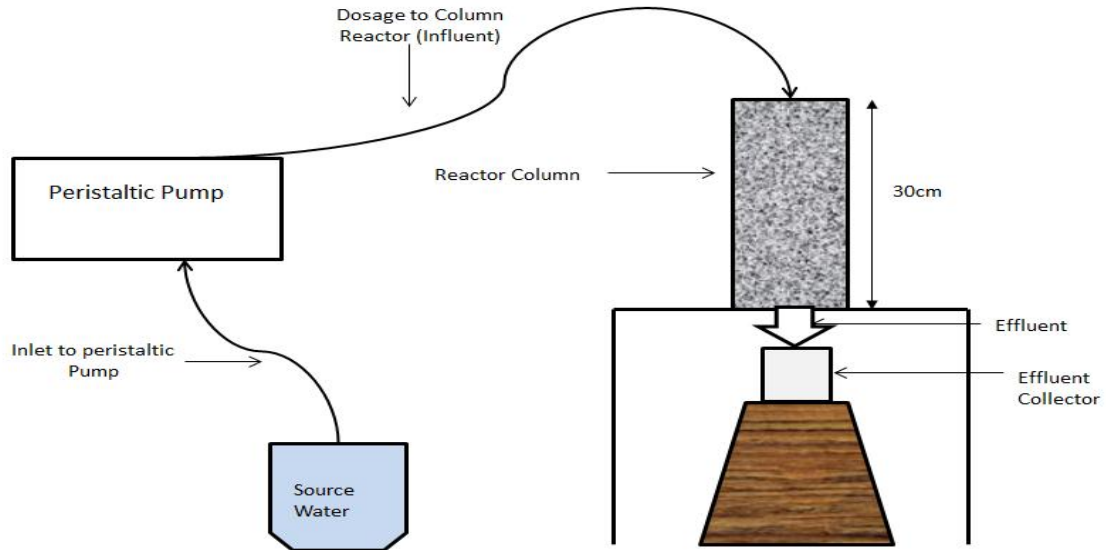 Dosage to Column
Reactor (Influent)
Peristaltic Pump
Reactor Column
30cm
Inlet to peristaltic
Pump
Effluent
Effluent
Collector
Source
Water